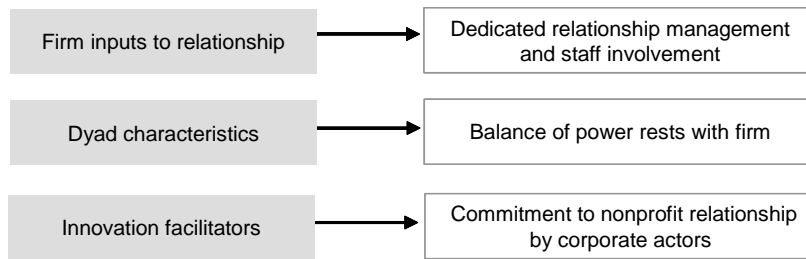 Firm inputs to relationship
Dedicated relationship management
and staff involvement
Dyad characteristics
Balance of power rests with firm
Innovation facilitators
Commitment to nonprofit relationship
by corporate actors